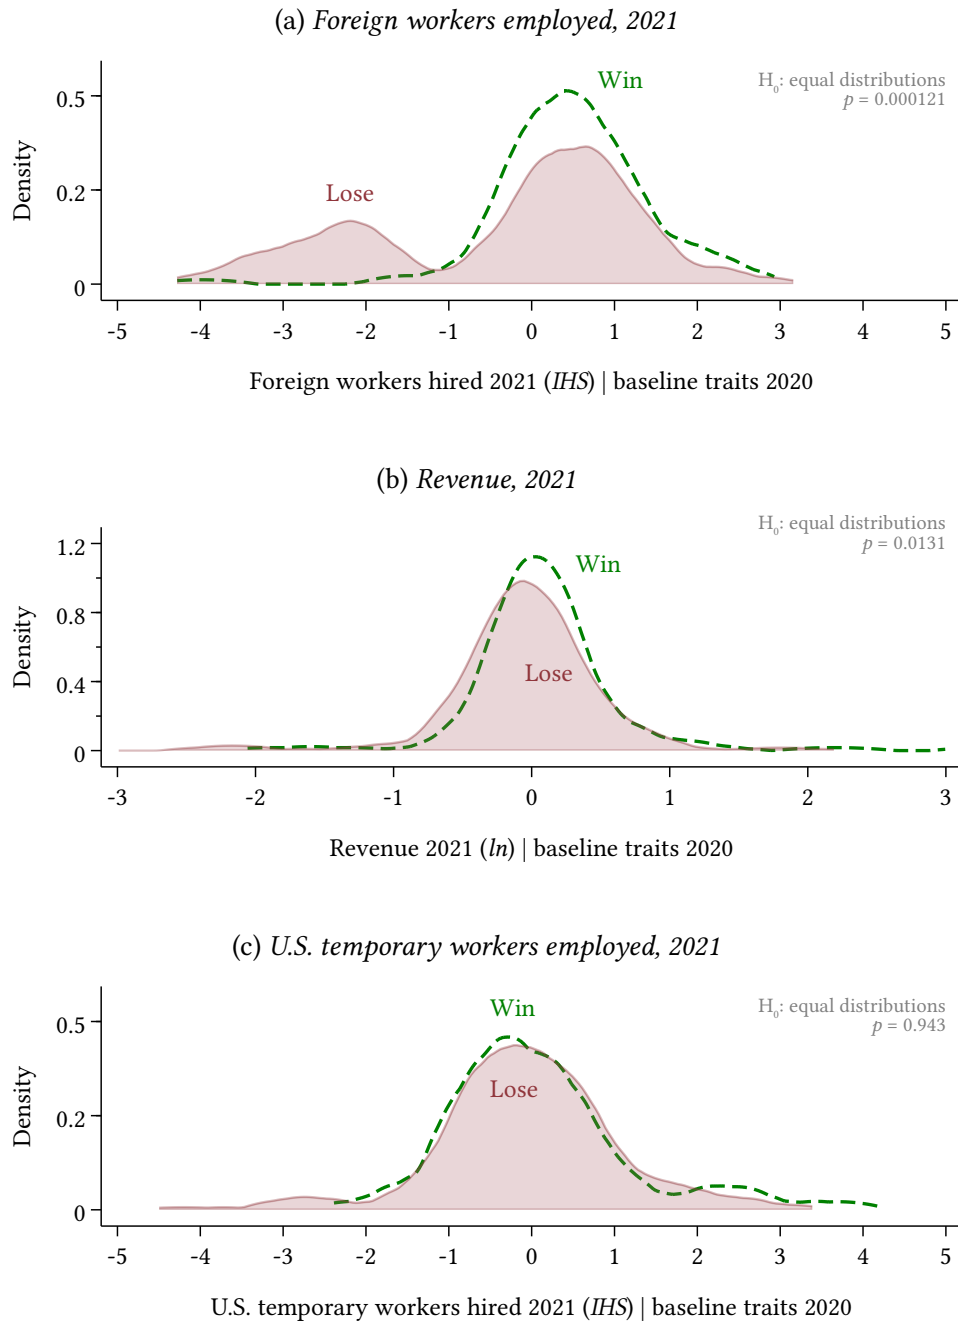 (a) Foreign workers employed, 2021
H0: equal distributions
p = 0.000121
Win
Lose
Density
0.5
0.2
0
-5 -4 -3 -2 -1 0 1 2 3 4 5
Foreign workers hired 2021 (IHS) | baseline traits 2020
(b) Revenue, 2021
H0: equal distributions
p = 0.0131
Win
Lose
Density
1.2
0.8
0.4
0
-3 -2 -1 0 1 2 3
Revenue 2021 (ln) | baseline traits 2020
(c) U.S. temporary workers employed, 2021
H0: equal distributions
p = 0.943
Win
Lose
Density
0.5
0.2
0
-5 -4 -3 -2 -1 0 1 2 3 4 5
U.S. temporary workers hired 2021 (IHS) | baseline traits 2020